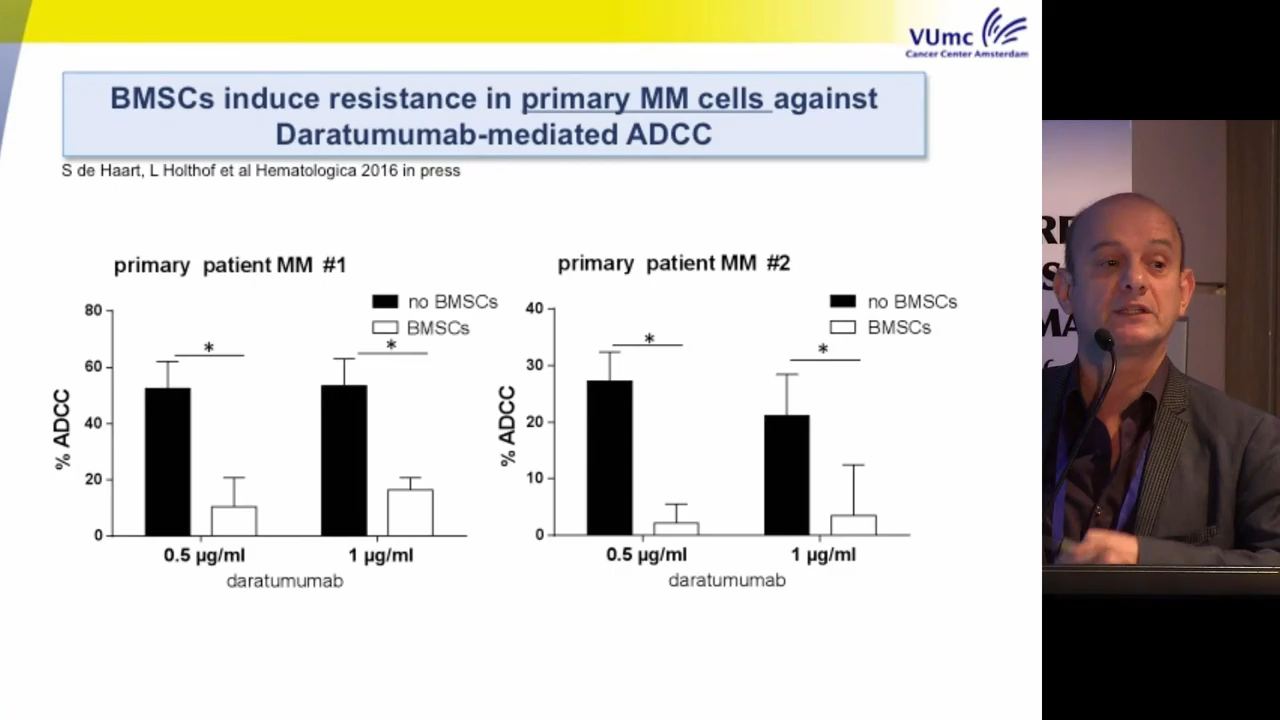 VUmc
Cancer Center Amsterdam
BMSCs induce resistance in primary MM cells against
Daratumumab-mediated ADCC
S de Haart, L Holthof et al Hematologica 2016 in press
primary patient MM #1
no BMSCs
BMSCs
% ADCC
80
60
40
20
0
*
*
0.5 µg/ml
1 µg/ml
daratumumab
primary patient MM #2
no BMSCs
BMSCs
% ADCC
40
30
20
10
0
*
*
0.5 µg/ml
1 µg/ml
daratumumab